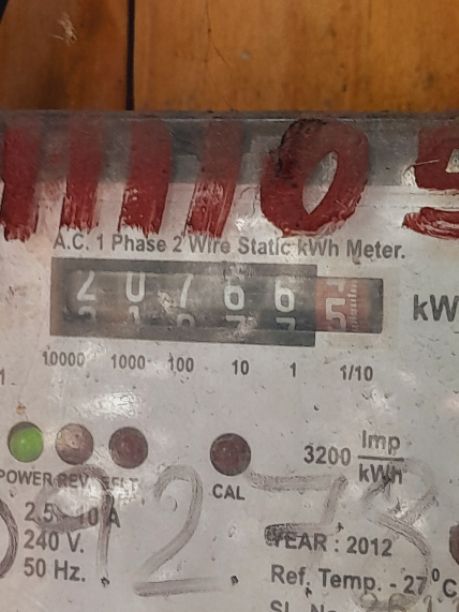 111105
A.C. 1 Phase 2 Wire Static kWh Meter.
2 0 7 6 6 5
kW
10000 1000 100 10 1 1/10
3200 Imp/kWh
POWER REV. E/LT
CAL
2.5-10 A
240 V.
YEAR : 2012
50 Hz.
Ref. Temp. - 27°C